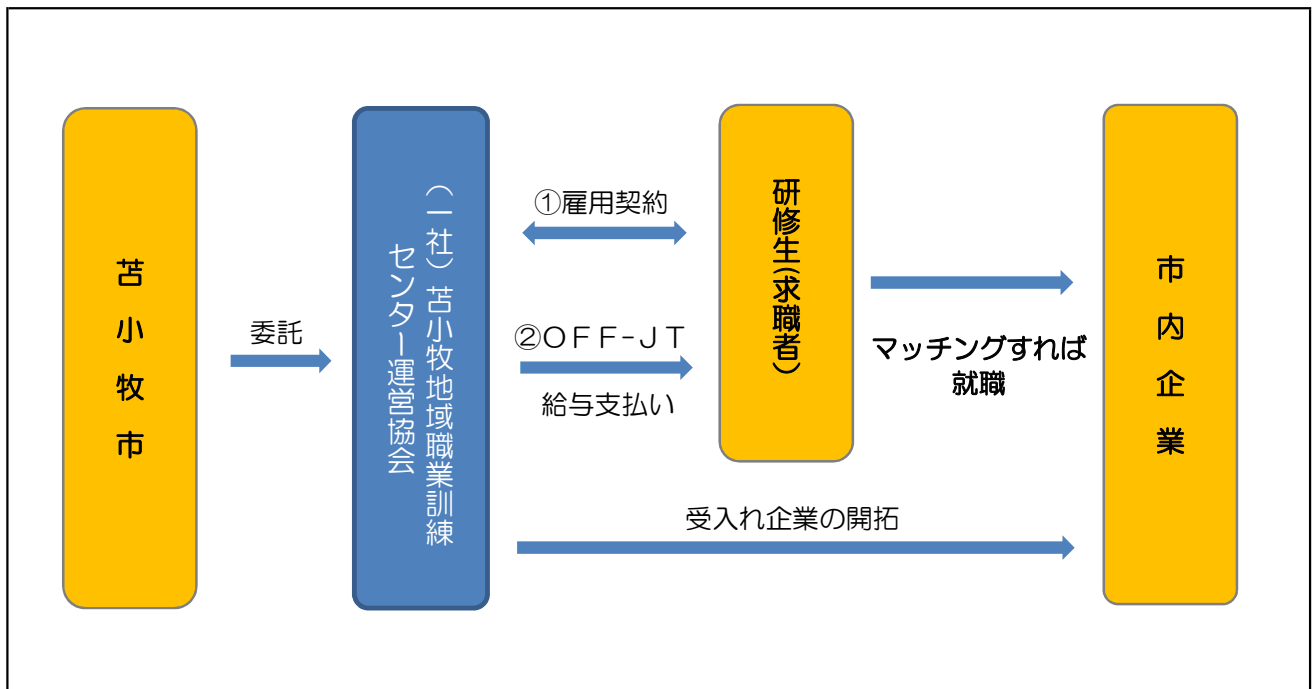 苫小牧市
委託
（一社）苫小牧地域職業訓練
センター運営協会
①雇用契約
②ＯＦＦ-ＪＴ
給与支払い
研修生(求職者)
マッチングすれば
就職
受入れ企業の開拓
市内企業